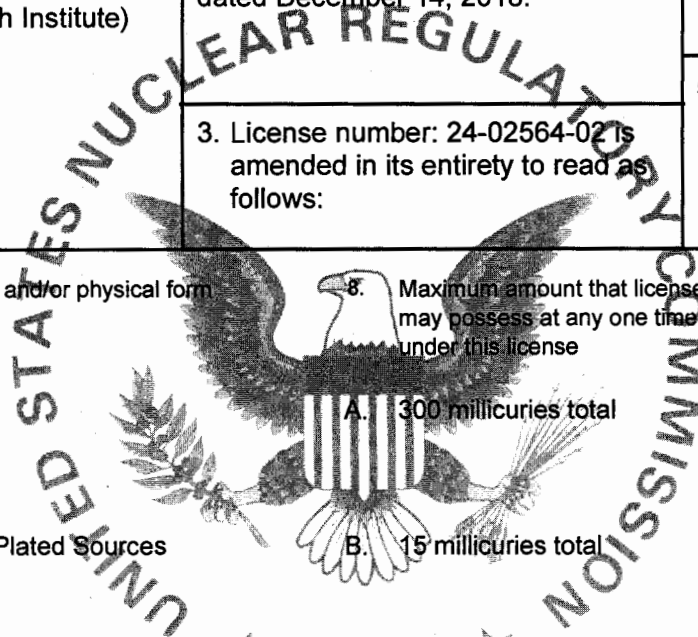 h Institute)
dated December 14, 2018.
3. License number: 24-02564-02 is
amended in its entirety to read as
follows:
and/or physical form
8. Maximum amount that license
may possess at any one time
under this license
A. 300 millicuries total
Plated Sources
B. 15 millicuries total
UNITED STATES NUCLEAR REGULATORY COMMISSION